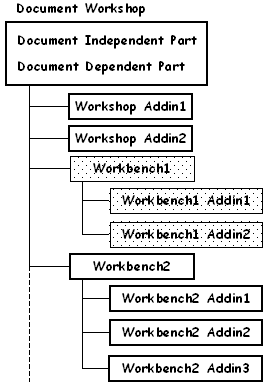 Document Workshop
Document Independent Part
Document Dependent Part
Workshop Addin1
Workshop Addin2
Workbench1
Workbench1 Addin1
Workbench1 Addin2
Workbench2
Workbench2 Addin1
Workbench2 Addin2
Workbench2 Addin3